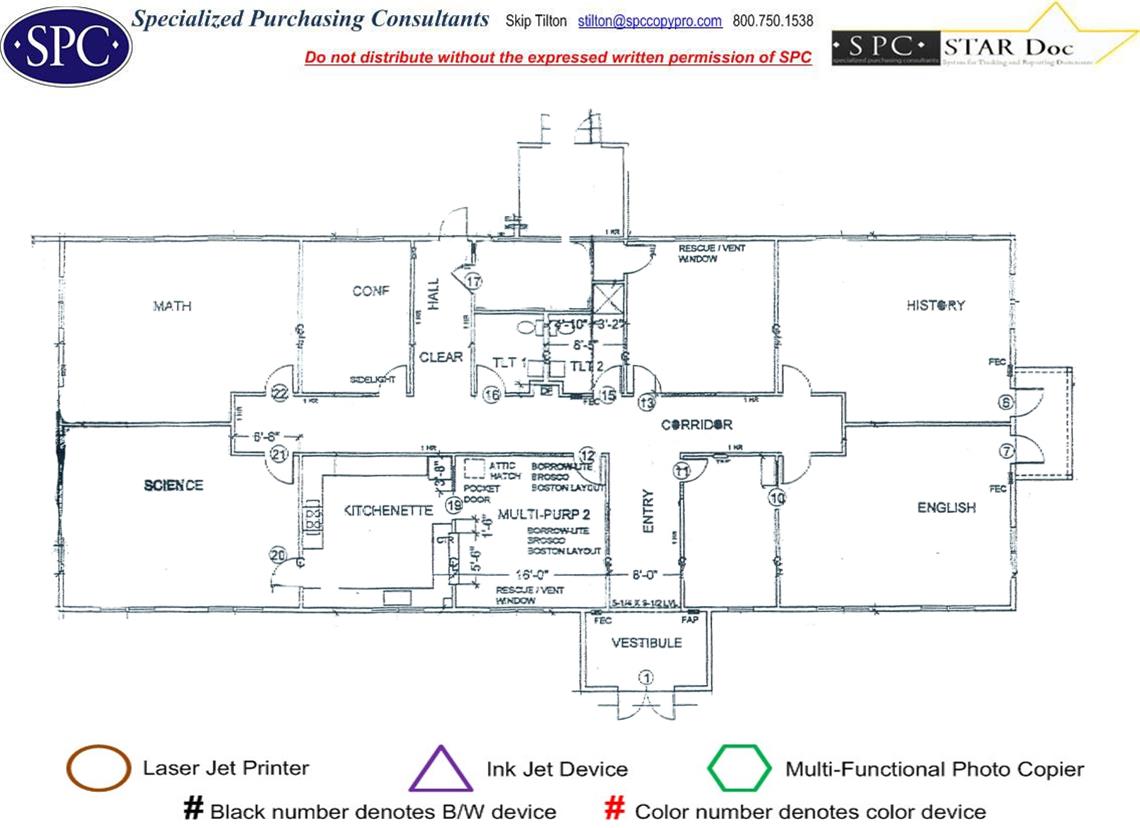 Specialized Purchasing Consultants Skip Tilton stilton@spccopypro.com 800.750.1538
SPC
Do not distribute without the expressed written permission of SPC
SPC
specialized purchasing consultants
STAR Doc
System for Tracking and Reporting Documents
1 HR
RESCUE / VENT
WINDOW
MATH
CONF
HALL
17
HISTORY
1 HR
1 HR
4'-10"
3'-2"
6'-5"
CLEAR
TLT 1
TLT 2
FEC
SIDELIGHT
22
1 HR
16
FEC
15
13
1 HR
6
CORRIDOR
6'-6"
1 HR
1 HR
7
21
12
11
3'-8"
ATTIC
HATCH
BORROW-LITE
BROSCO
BOSTON LAYOUT
POCKET
DOOR
FEC
SCIENCE
KITCHENETTE
19
MULTI-PURP 2
ENTRY
10
ENGLISH
1'-6"
BORROW-LITE
BROSCO
BOSTON LAYOUT
1 HR
20
5'-6"
16'-0"
8'-0"
RESCUE / VENT
WINDOW
5-1/4 X 9-1/2 LVL
FEC
FAP
VESTIBULE
1
Laser Jet Printer
Ink Jet Device
Multi-Functional Photo Copier
# Black number denotes B/W device
# Color number denotes color device